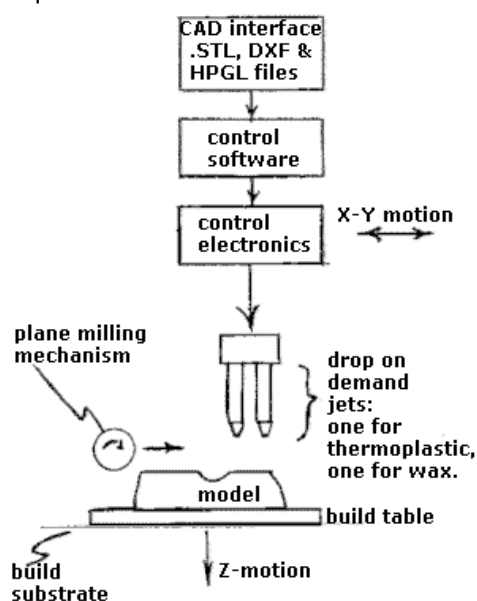 CAD interface
.STL, DXF &
HPGL files
control
software
control
electronics
X-Y motion
plane milling
mechanism
drop on
demand
jets:
one for
thermoplastic,
one for wax.
model
build table
build
substrate
Z-motion